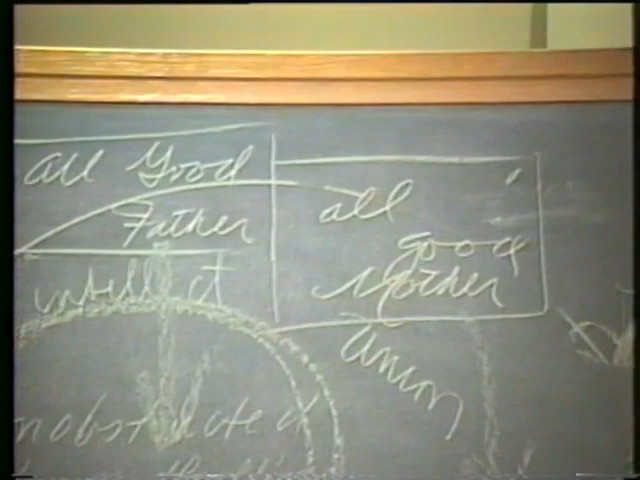 all Good
Father
intellect
all
good
Mother
Union
unobstructed